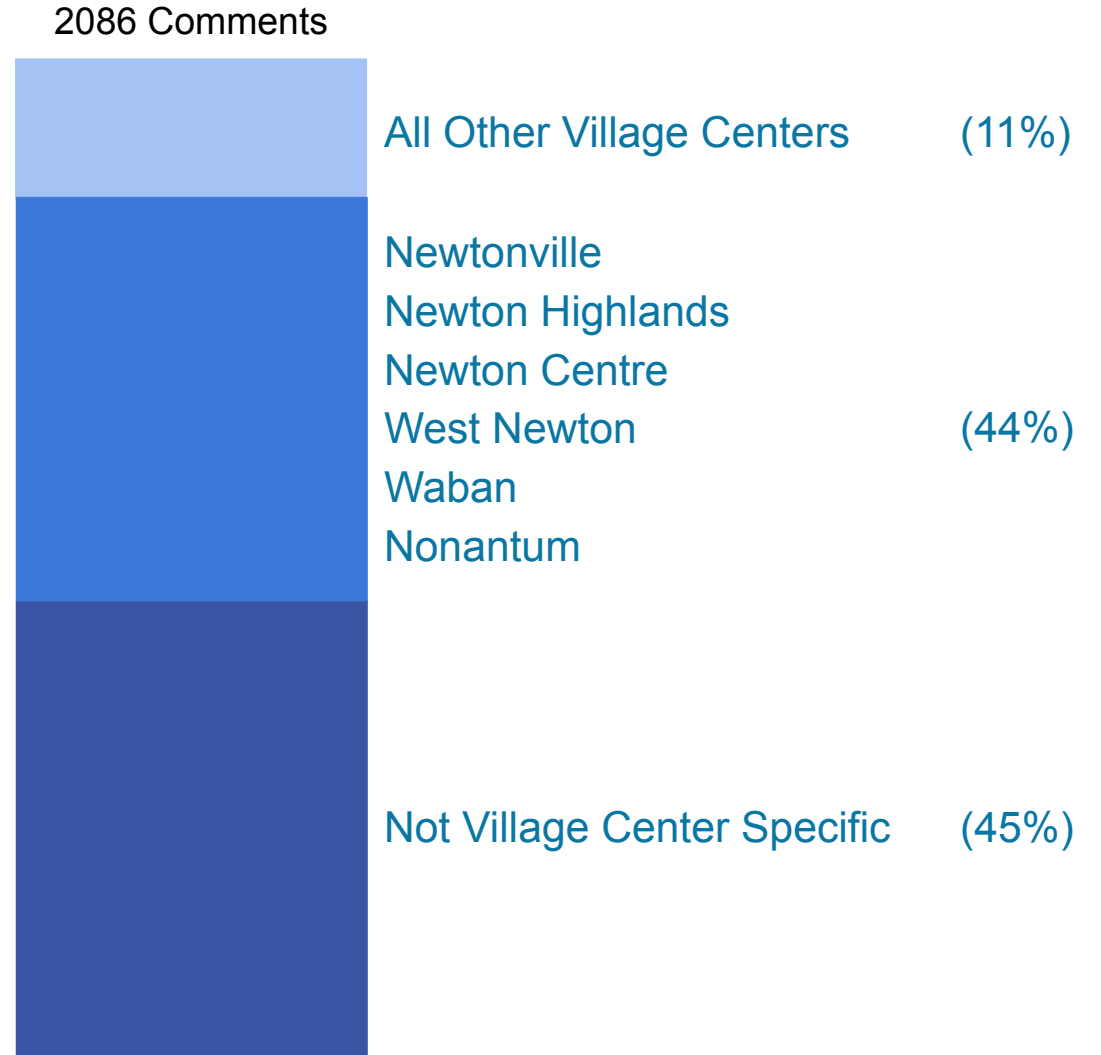 2086 Comments
All Other Village Centers (11%)
Newtonville
Newton Highlands
Newton Centre
West Newton (44%)
Waban
Nonantum
Not Village Center Specific (45%)